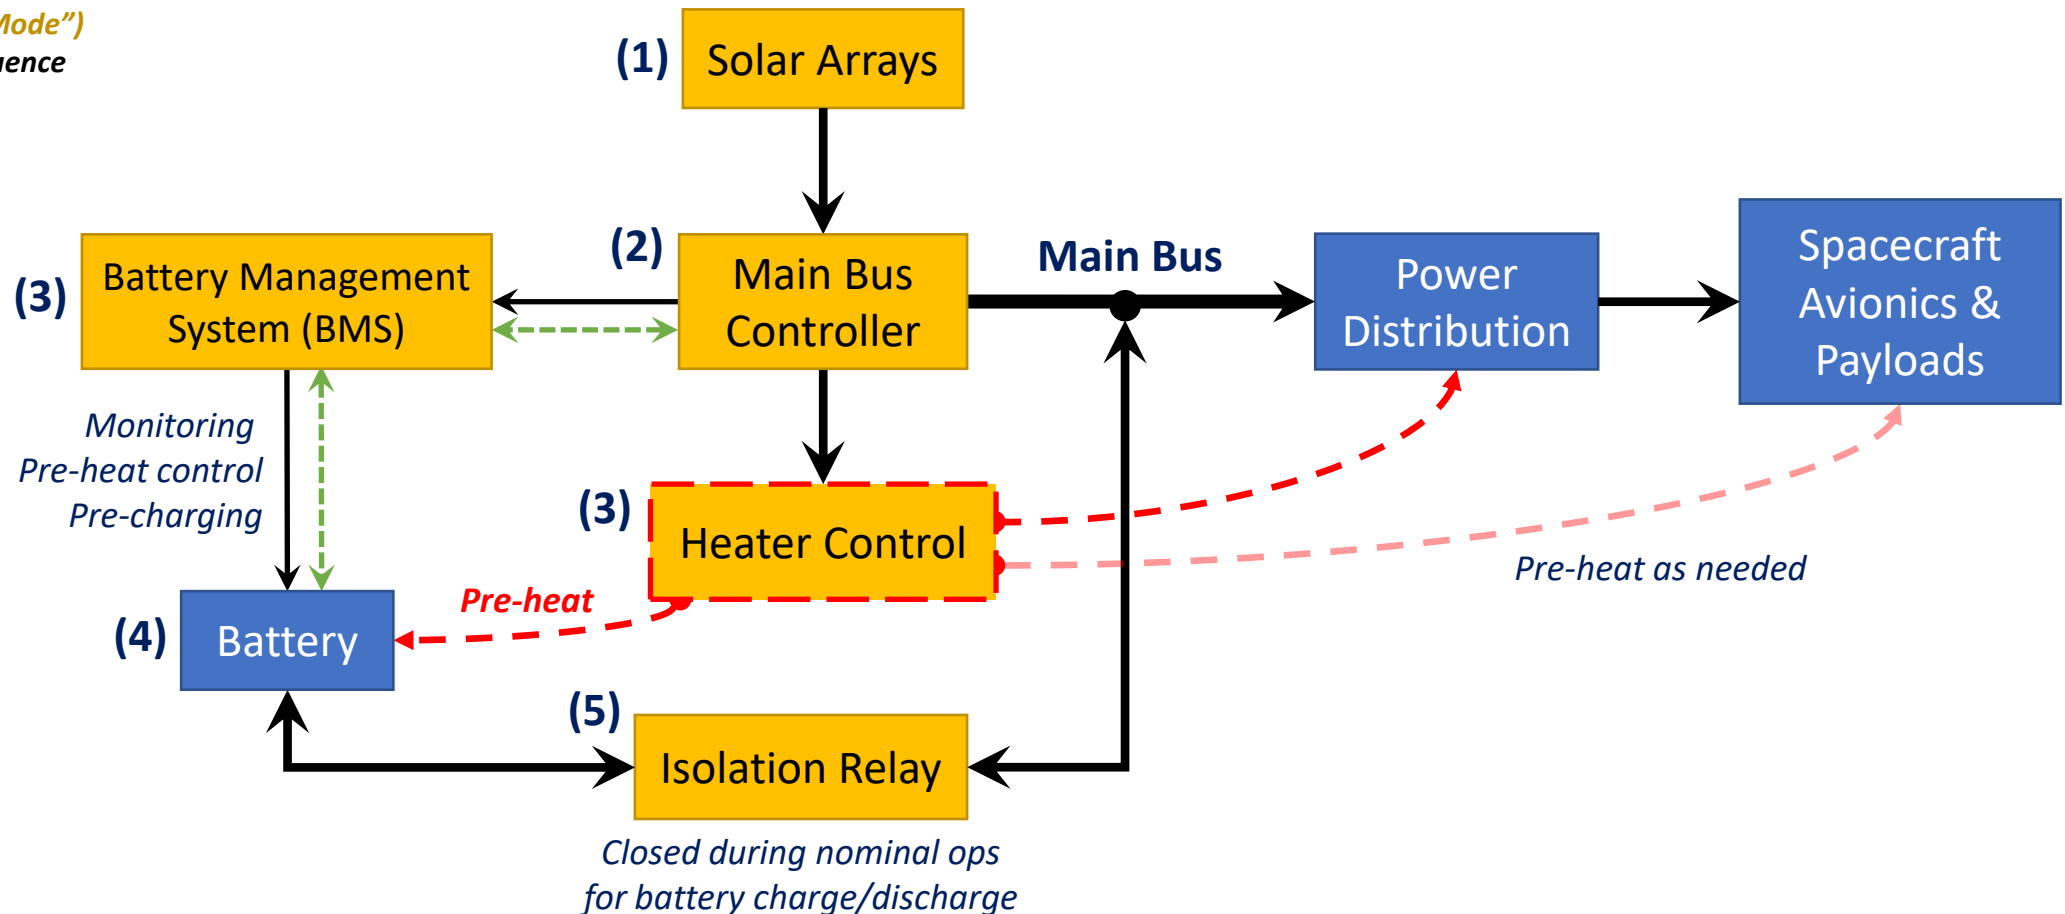 Mode”)
(1)
Solar Arrays
(2)
Main Bus
Controller
Main Bus
Power
Distribution
Spacecraft
Avionics &
Payloads
(3)
Battery Management
System (BMS)
Monitoring
Pre-heat control
Pre-charging
(3)
Heater Control
Pre-heat
Pre-heat as needed
(4)
Battery
(5)
Isolation Relay
Closed during nominal ops
for battery charge/discharge